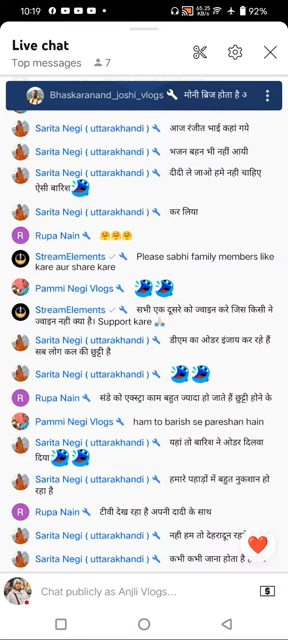 10:19 65.25 KB/s 92%
Live chat
Top messages 7
Bhaskaranand_joshi_vlogs मोनी ब्रिज होता है
Sarita Negi ( uttarakhandi ) आज रंजीत भाई कहां गये
Sarita Negi ( uttarakhandi ) भजन बहन भी नहीं आयी
Sarita Negi ( uttarakhandi ) दीदी ले जाओ हमे नही चाहिए
ऐसी बारिश
Sarita Negi ( uttarakhandi ) कर लिया
R Rupa Nain 🤗🤗🤗
StreamElements ✓ Please sabhi family members like
kare aur share kare
Pammi Negi Vlogs
StreamElements ✓ सभी एक दूसरे को ज्वाइन करे जिस किसी ने
ज्वाइन नही क्या है। Support kare 🙏🏻
Sarita Negi ( uttarakhandi ) डीएम का ओडर इंजाय कर रहे हैं
सब लोग कल की छुट्टी है
Sarita Negi ( uttarakhandi )
R Rupa Nain संडे को एक्स्ट्रा काम बहुत ज्यादा हो जाते हैं छुट्टी होने के
Pammi Negi Vlogs ham to barish se pareshan hain
Sarita Negi ( uttarakhandi ) यहां तो बारिश ने ओडर दिलवा
दिया
Sarita Negi ( uttarakhandi ) हमारे पहाड़ों में बहुत नुकशान हो
रहा है
R Rupa Nain टीवी देख रहा है अपनी दादी के साथ
Sarita Negi ( uttarakhandi ) नही हम तो देहरादून
Sarita Negi ( uttarakhandi ) कभी कभी जाना होता है
Chat publicly as Anjli Vlogs...